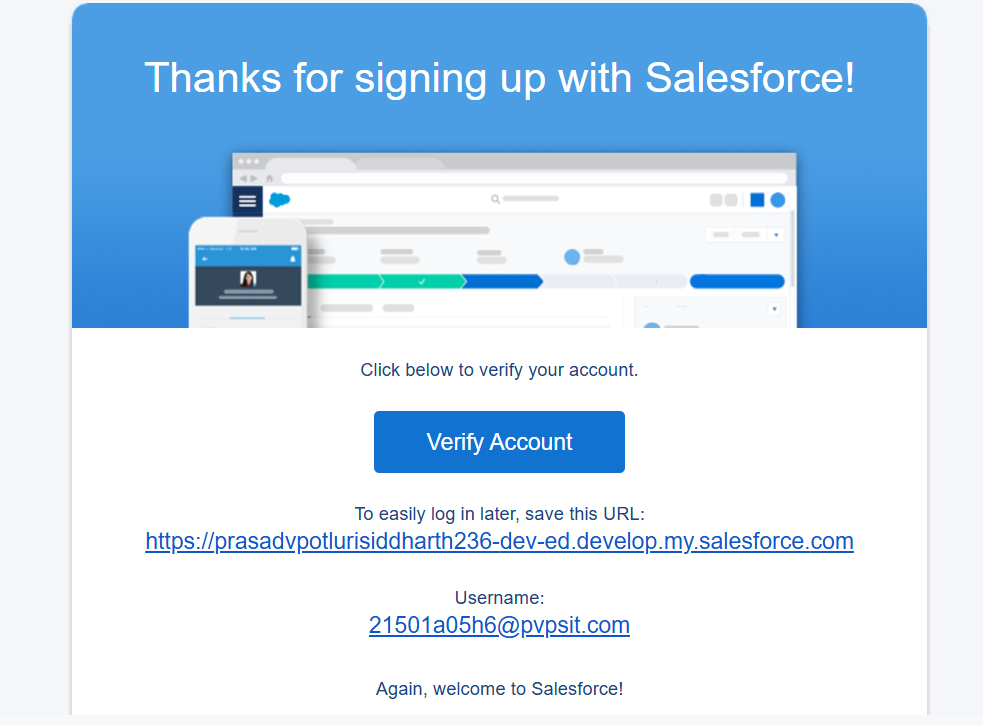 Thanks for signing up with Salesforce!
Click below to verify your account.
Verify Account
To easily log in later, save this URL:
https://prasadvpotlurisiddharth236-dev-ed.develop.my.salesforce.com
Username:
21501a05h6@pvpsit.com
Again, welcome to Salesforce!